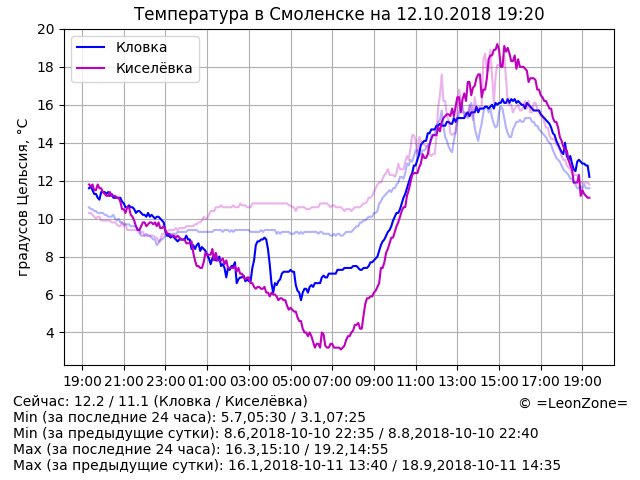 Температура в Смоленске на 12.10.2018 19:20
20
18
16
14
12
10
8
6
4
градусов Цельсия, °C
Кловка
Киселёвка
19:00 21:00 23:00 01:00 03:00 05:00 07:00 09:00 11:00 13:00 15:00 17:00 19:00
Сейчас: 12.2 / 11.1 (Кловка / Киселёвка)
© =LeonZone=
Min (за последние 24 часа): 5.7,05:30 / 3.1,07:25
Min (за предыдущие сутки): 8.6,2018-10-10 22:35 / 8.8,2018-10-10 22:40
Max (за последние 24 часа): 16.3,15:10 / 19.2,14:55
Max (за предыдущие сутки): 16.1,2018-10-11 13:40 / 18.9,2018-10-11 14:35